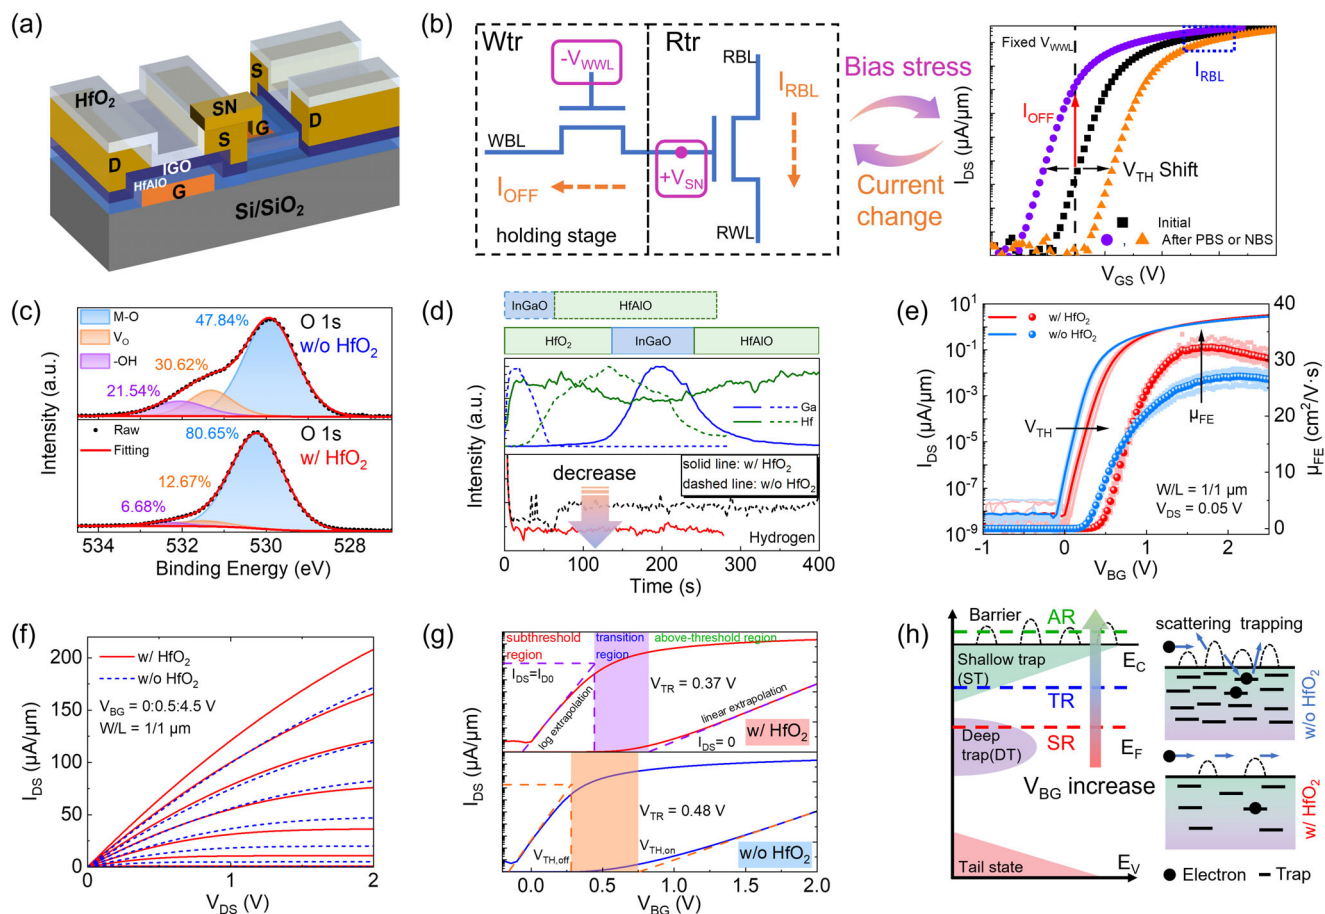 (a)
HfO2
SN
S
G
D
S
D
IGO
HfAlO
G
Si/SiO2
(b)
Wtr
Rtr
-VWWL
RBL
IRBL
WBL
+VSN
IOFF
holding stage
RWL
Bias stress
Current
change
Fixed VWWL
IRBL
IOFF
VTH Shift
Initial
After PBS or NBS
,
IDS (μA/μm)
VGS (V)
(c)
M-O
VO
-OH
47.84%
O 1s
w/o HfO2
30.62%
21.54%
Raw
Fitting
80.65%
O 1s
w/ HfO2
12.67%
6.68%
Intensity (a.u.)
534 532 530 528
Binding Energy (eV)
(d)
InGaO HfAlO
HfO2 InGaO HfAlO
Ga
Hf
solid line: w/ HfO2
dashed line: w/o HfO2
decrease
Hydrogen
Intensity (a.u.)
0 100 200 300 400
Time (s)
(e)
w/ HfO2
w/o HfO2
VTH
μFE
W/L = 1/1 μm
VDS = 0.05 V
10^1
10^-1
10^-3
10^-5
10^-7
10^-9
IDS (μA/μm)
40
30
20
10
0
μFE (cm2/V·s)
-1 0 1 2
VBG (V)
(f)
w/ HfO2
w/o HfO2
VBG = 0:0.5:4.5 V
W/L = 1/1 μm
200
150
100
50
0
IDS (μA/μm)
0 1 2
VDS (V)
(g)
subthreshold
region
transition
region
above-threshold region
IDS=ID0
VTR = 0.37 V
log extrapolation
linear extrapolation
IDS= 0
w/ HfO2
VTR = 0.48 V
VTH,off
VTH,on
w/o HfO2
IDS (μA/μm)
0.0 0.5 1.0 1.5 2.0
VBG (V)
(h)
Barrier
AR
Shallow trap
(ST)
EC
TR
Deep
trap(DT)
SR
EF
VBG increase
Tail state
EV
scattering trapping
w/o HfO2
w/ HfO2
Electron
Trap